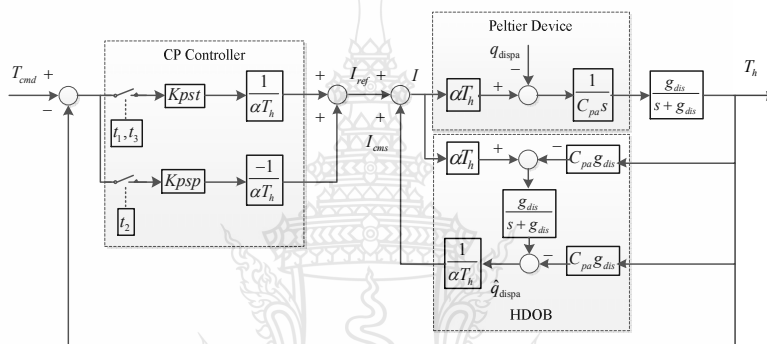 Peltier Device
CP Controller
q_dispa
T_cmd + −
t_1, t_3
Kpst
1/αT_h
+ +
I_ref
+ +
I
αT_h
+ −
1/(C_pa s)
g_dis/(s + g_dis)
T_h
I_cms
t_2
Kpsp
−1/αT_h
αT_h
+ −
C_pa g_dis
g_dis/(s + g_dis)
1/αT_h
q̂_dispa
−
C_pa g_dis
HDOB